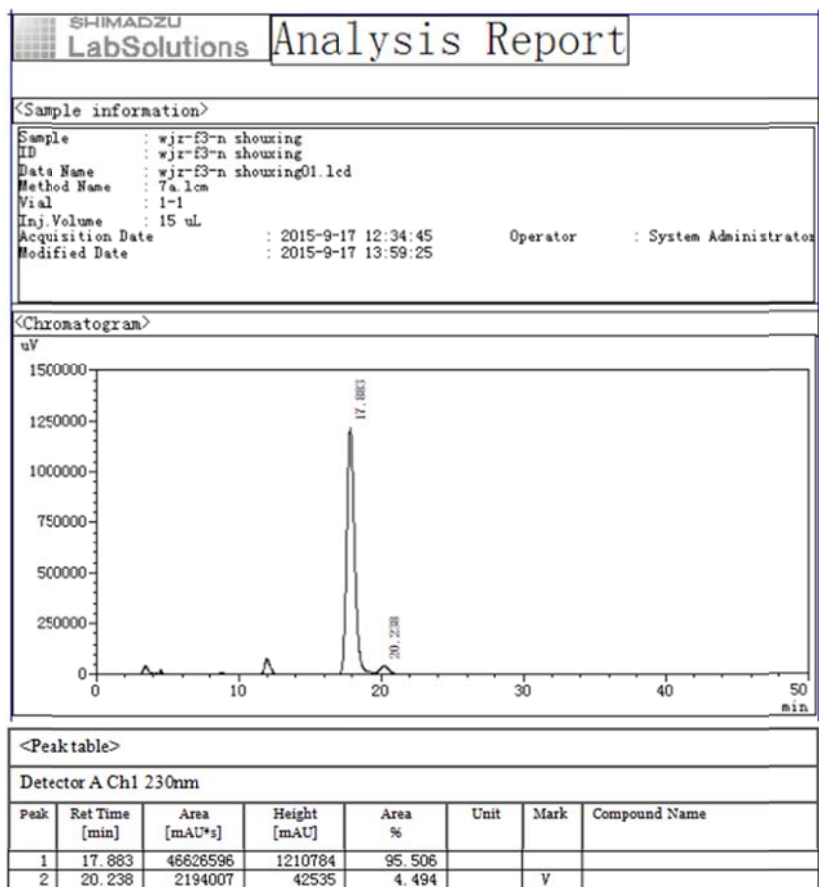 SHIMADZU
LabSolutions Analysis Report
<Sample information>
Sample : wjz-f3-n shouxing
ID : wjz-f3-n shouxing
Data Name : wjz-f3-n shouxing01.lcd
Method Name : 7a.lcm
Vial : 1-1
Inj.Volume : 15 uL
Acquisition Date : 2015-9-17 12:34:45 Operator : System Administrator
Modified Date : 2015-9-17 13:59:25
<Chromatogram>
uV
1500000
1250000
1000000
750000
500000
250000
0
17.883
20.238
0 10 20 30 40 50
min
<Peak table>
Detector A Ch1 230nm
Peak Ret Time [min] Area [mAU*s] Height [mAU] Area % Unit Mark Compound Name
1 17.883 46626596 1210784 95.506
2 20.238 2194007 42535 4.494 V